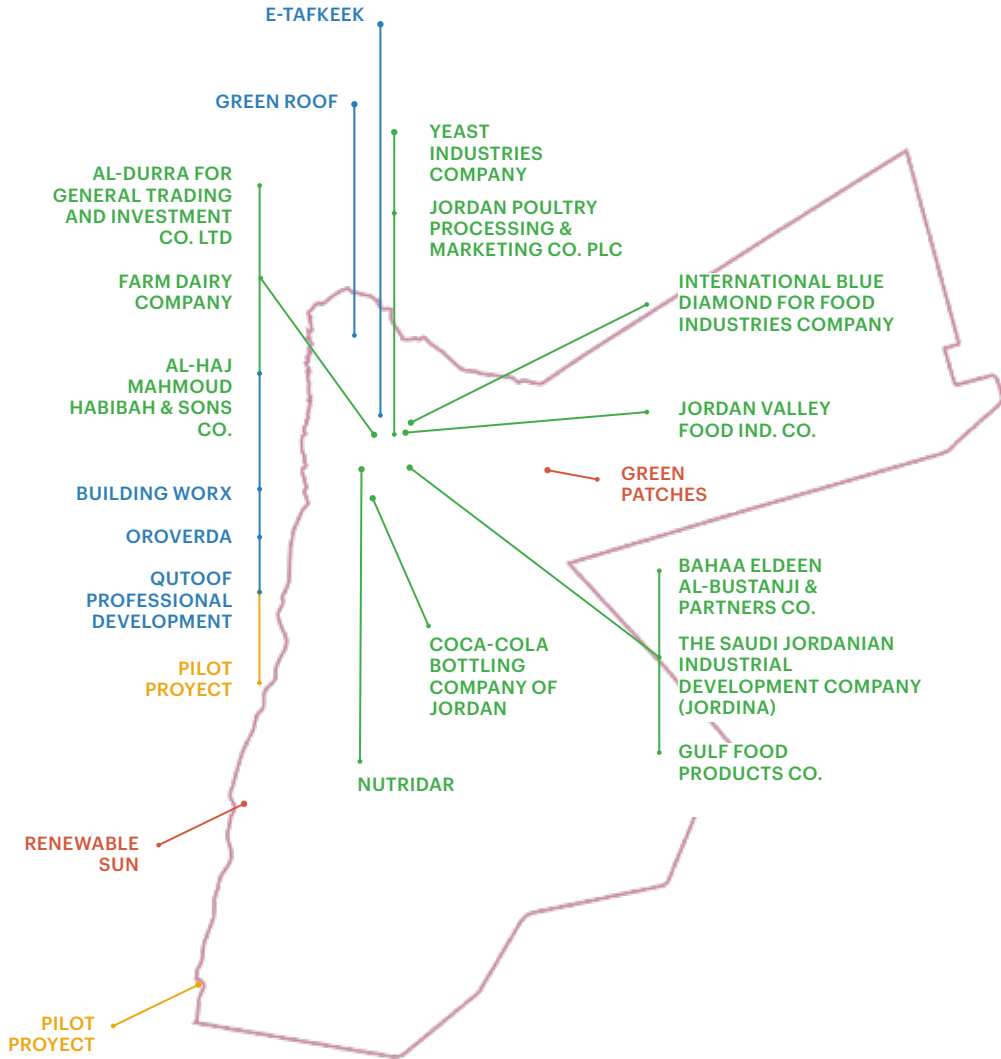 E-TAFKEEK
GREEN ROOF
YEAST
INDUSTRIES
COMPANY
AL-DURRA FOR
GENERAL TRADING
AND INVESTMENT
CO. LTD
JORDAN POULTRY
PROCESSING &
MARKETING CO. PLC
FARM DAIRY
COMPANY
INTERNATIONAL BLUE
DIAMOND FOR FOOD
INDUSTRIES COMPANY
AL-HAJ
MAHMOUD
HABIBAH & SONS
CO.
JORDAN VALLEY
FOOD IND. CO.
GREEN
PATCHES
BUILDING WORX
OROVERDA
QUTOOF
PROFESSIONAL
DEVELOPMENT
BAHAA ELDEEN
AL-BUSTANJI &
PARTNERS CO.
COCA-COLA
BOTTLING
COMPANY OF
JORDAN
THE SAUDI JORDANIAN
INDUSTRIAL
DEVELOPMENT COMPANY
(JORDINA)
PILOT
PROYECT
GULF FOOD
PRODUCTS CO.
NUTRIDAR
RENEWABLE
SUN
PILOT
PROYECT